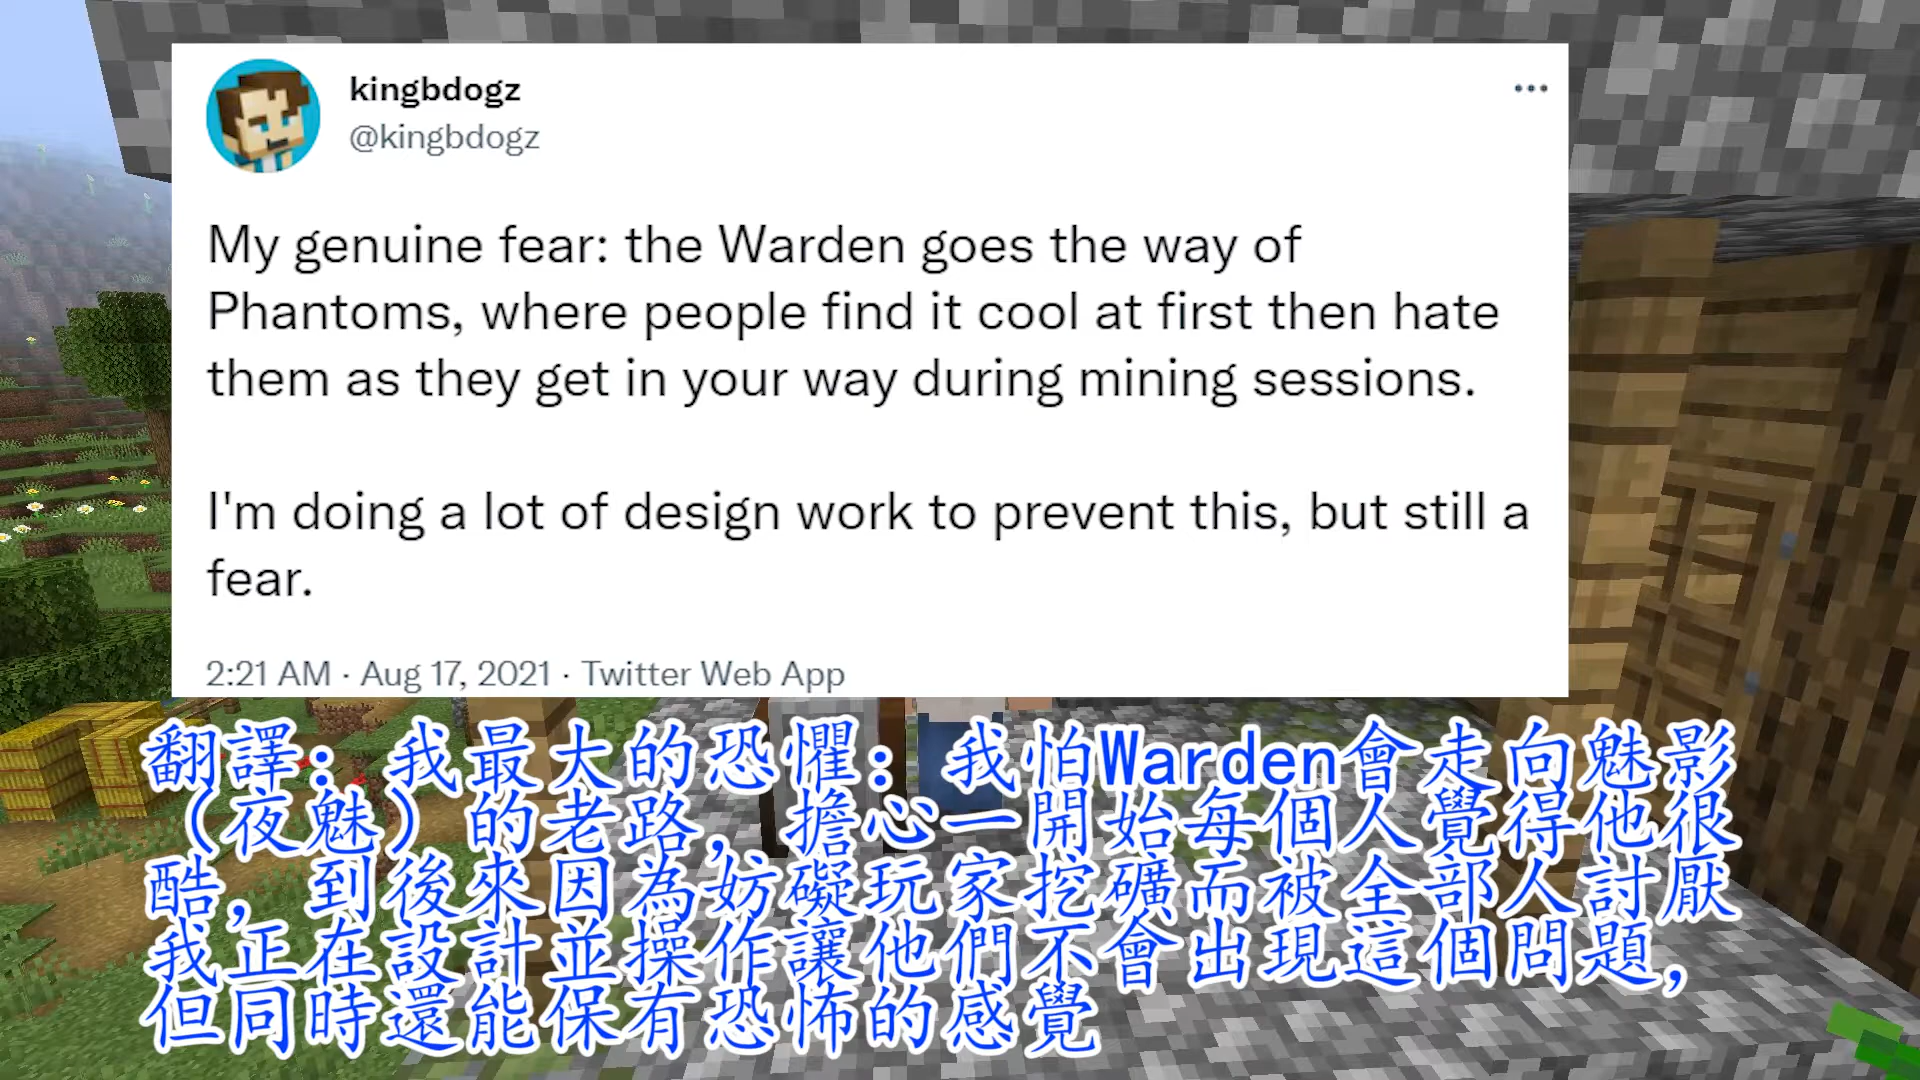 kingbdogz
@kingbdogz
My genuine fear: the Warden goes the way of
Phantoms, where people find it cool at first then hate
them as they get in your way during mining sessions.
I'm doing a lot of design work to prevent this, but still a
fear.
2:21 AM · Aug 17, 2021 · Twitter Web App
翻譯：我最大的恐懼：我怕Warden會走向魅影
（夜魅）的老路，擔心一開始每個人覺得他很
酷，到後來因為妨礙玩家挖礦而被全部人討厭
我正在設計並操作讓他們不會出現這個問題，
但同時還能保有恐怖的感覺